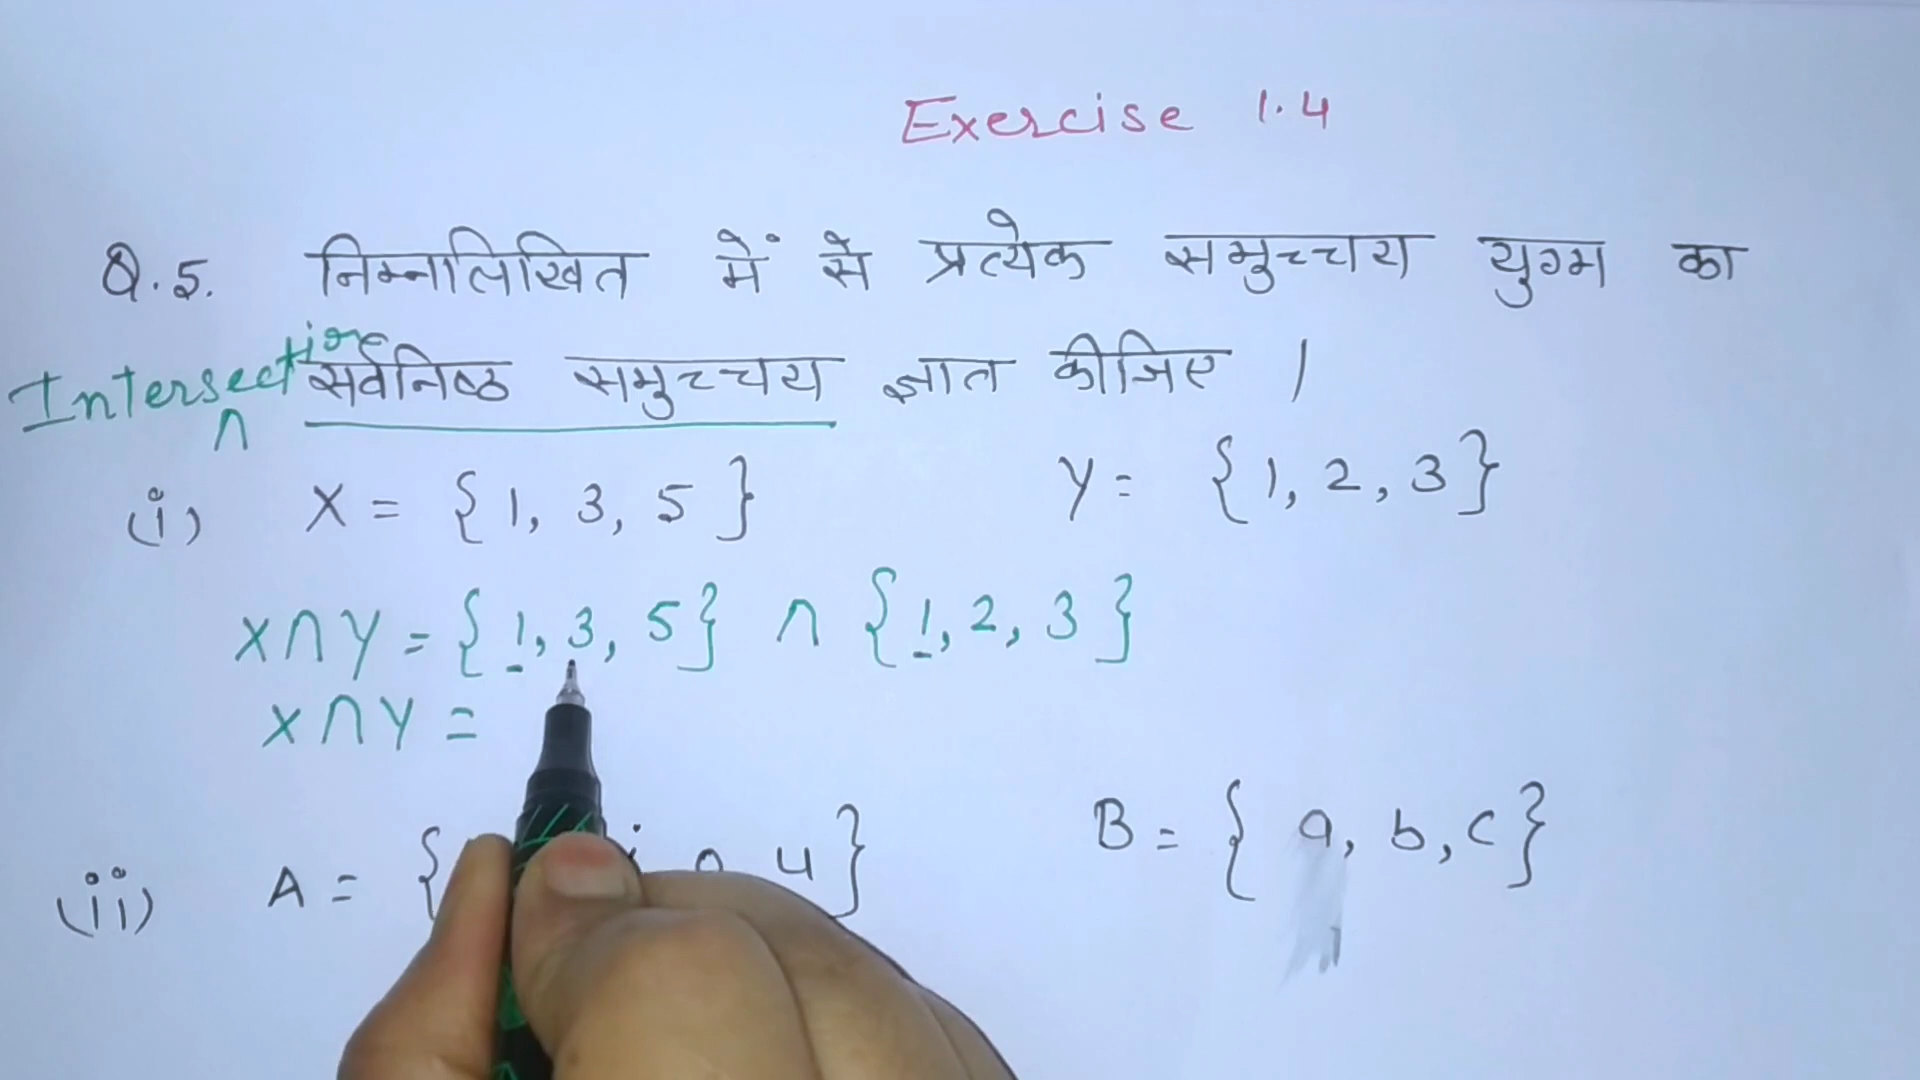 Exercise 1.4
Q.5. निम्नलिखित में से प्रत्येक समुच्चय युग्म का
Intersection सर्वनिष्ठ समुच्चय ज्ञात कीजिए |
∩
(i) X = {1, 3, 5} Y = {1, 2, 3}
X∩Y = {1, 3, 5} ∩ {1, 2, 3}
X∩Y =
(ii) A = { i, o, u} B = {a, b, c}